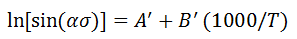 ln[sin(ασ)] = A′ + B′ (1000/T)